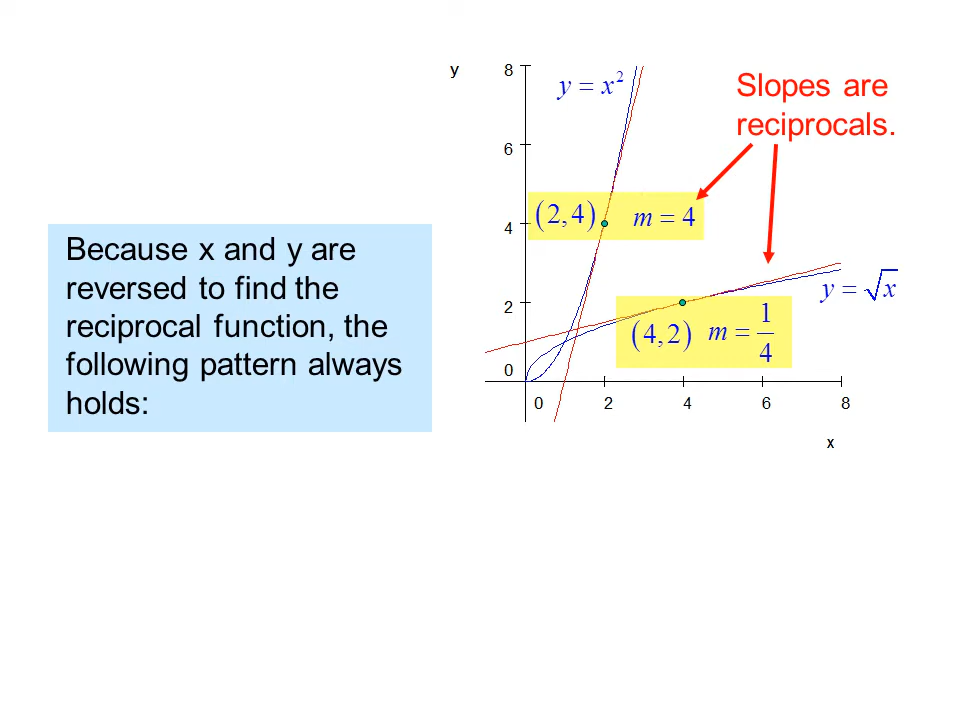 y
8
6
4
2
0
0 2 4 6 8
x
y = x²
Slopes are
reciprocals.
(2,4) m = 4
y = √x
(4,2) m = 1/4
Because x and y are
reversed to find the
reciprocal function, the
following pattern always
holds: